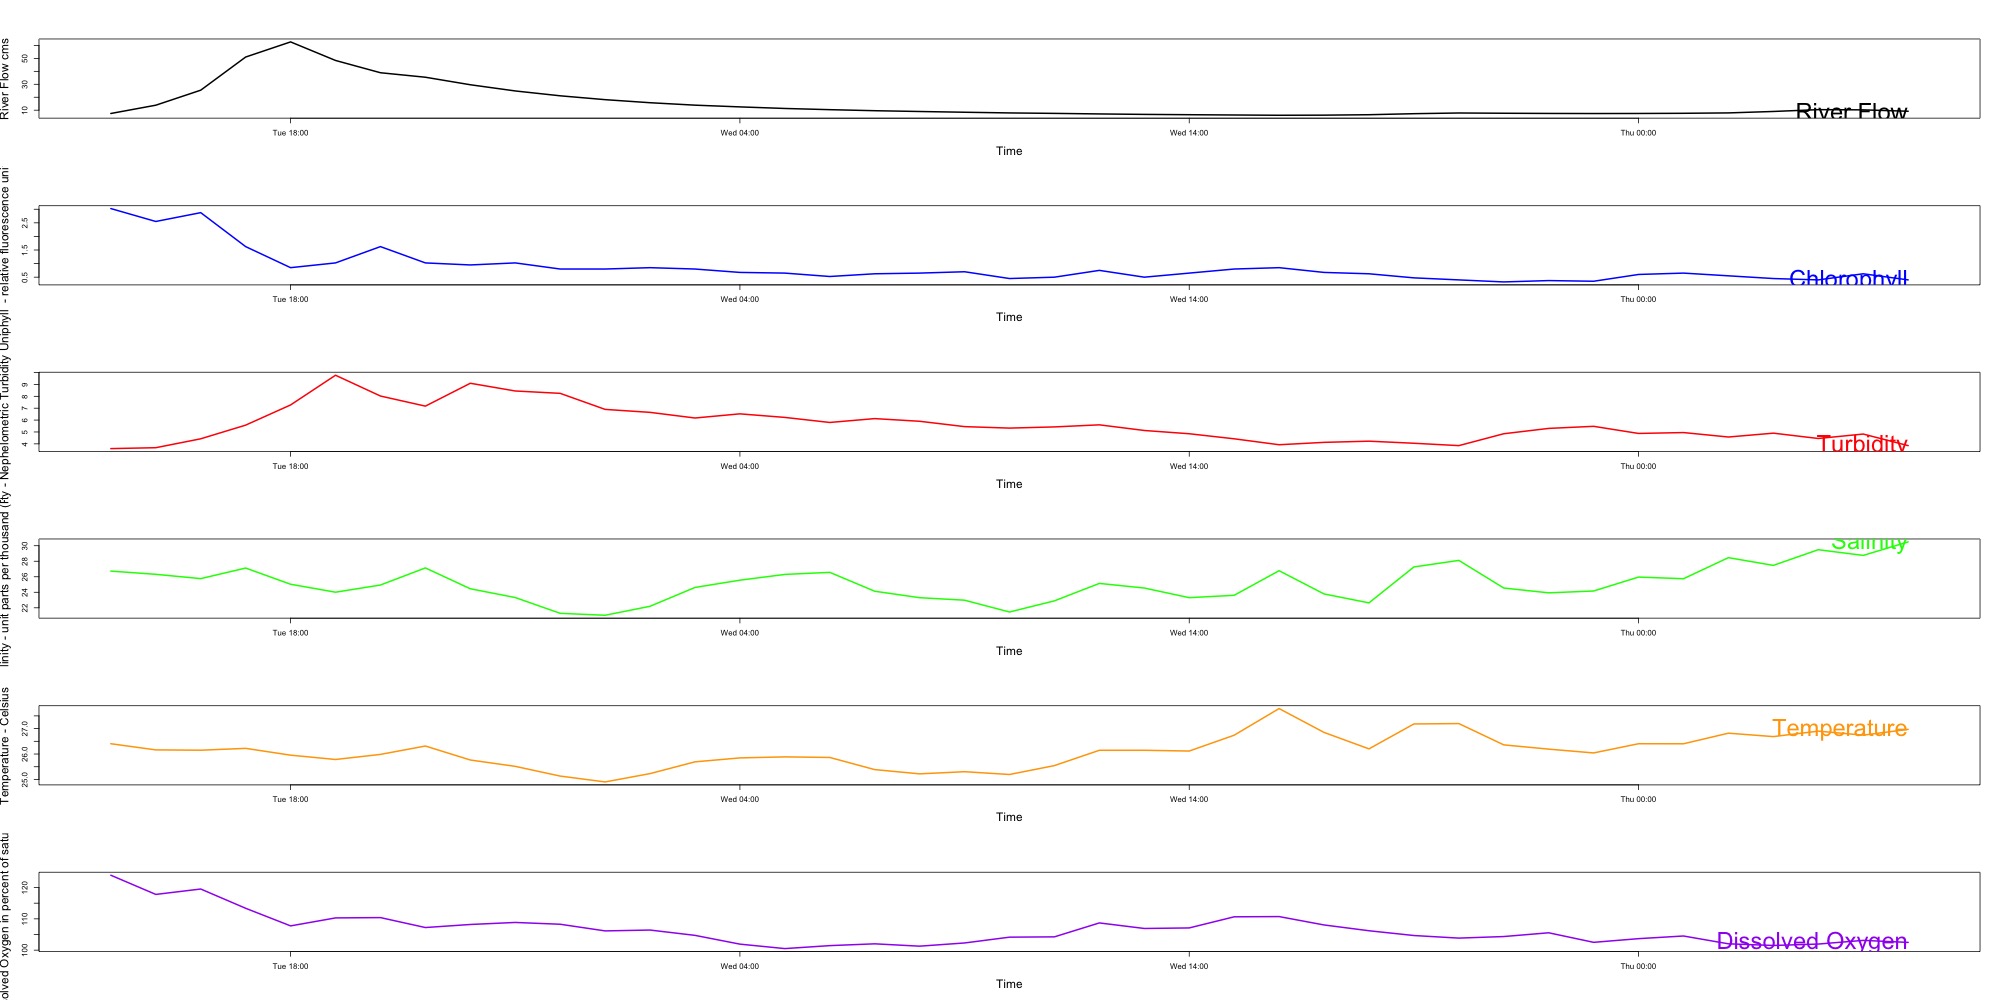 River Flow cms
50
30
10
River Flow
Tue 18:00 Wed 04:00 Wed 14:00 Thu 00:00
Time
- relative fluorescence uni
2.5
1.5
0.5
Chlorophyll
Tue 18:00 Wed 04:00 Wed 14:00 Thu 00:00
Time
- Nephelometric Turbidity
9
8
7
6
5
4
Turbidity
Tue 18:00 Wed 04:00 Wed 14:00 Thu 00:00
Time
linity - unit parts per thousand
30
28
26
24
22
Salinity
Tue 18:00 Wed 04:00 Wed 14:00 Thu 00:00
Time
Temperature - Celsius
27.0
26.0
25.0
Temperature
Tue 18:00 Wed 04:00 Wed 14:00 Thu 00:00
Time
olved Oxygen in percent of satu
120
110
100
Dissolved Oxygen
Tue 18:00 Wed 04:00 Wed 14:00 Thu 00:00
Time